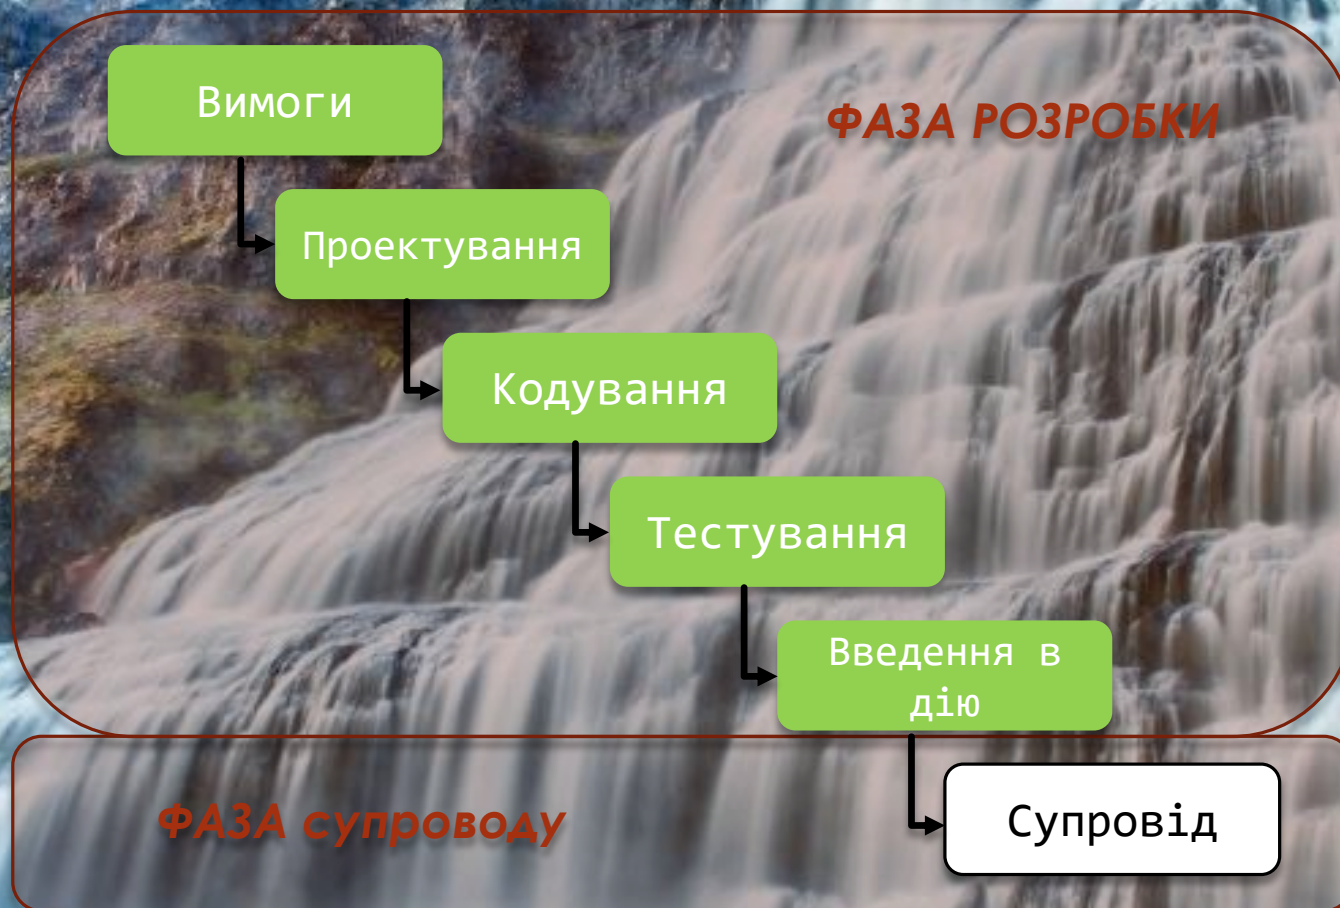 Вимоги
ФАЗА РОЗРОБКИ
Проектування
Кодування
Тестування
Введення в
дію
ФАЗА супроводу
Супровід